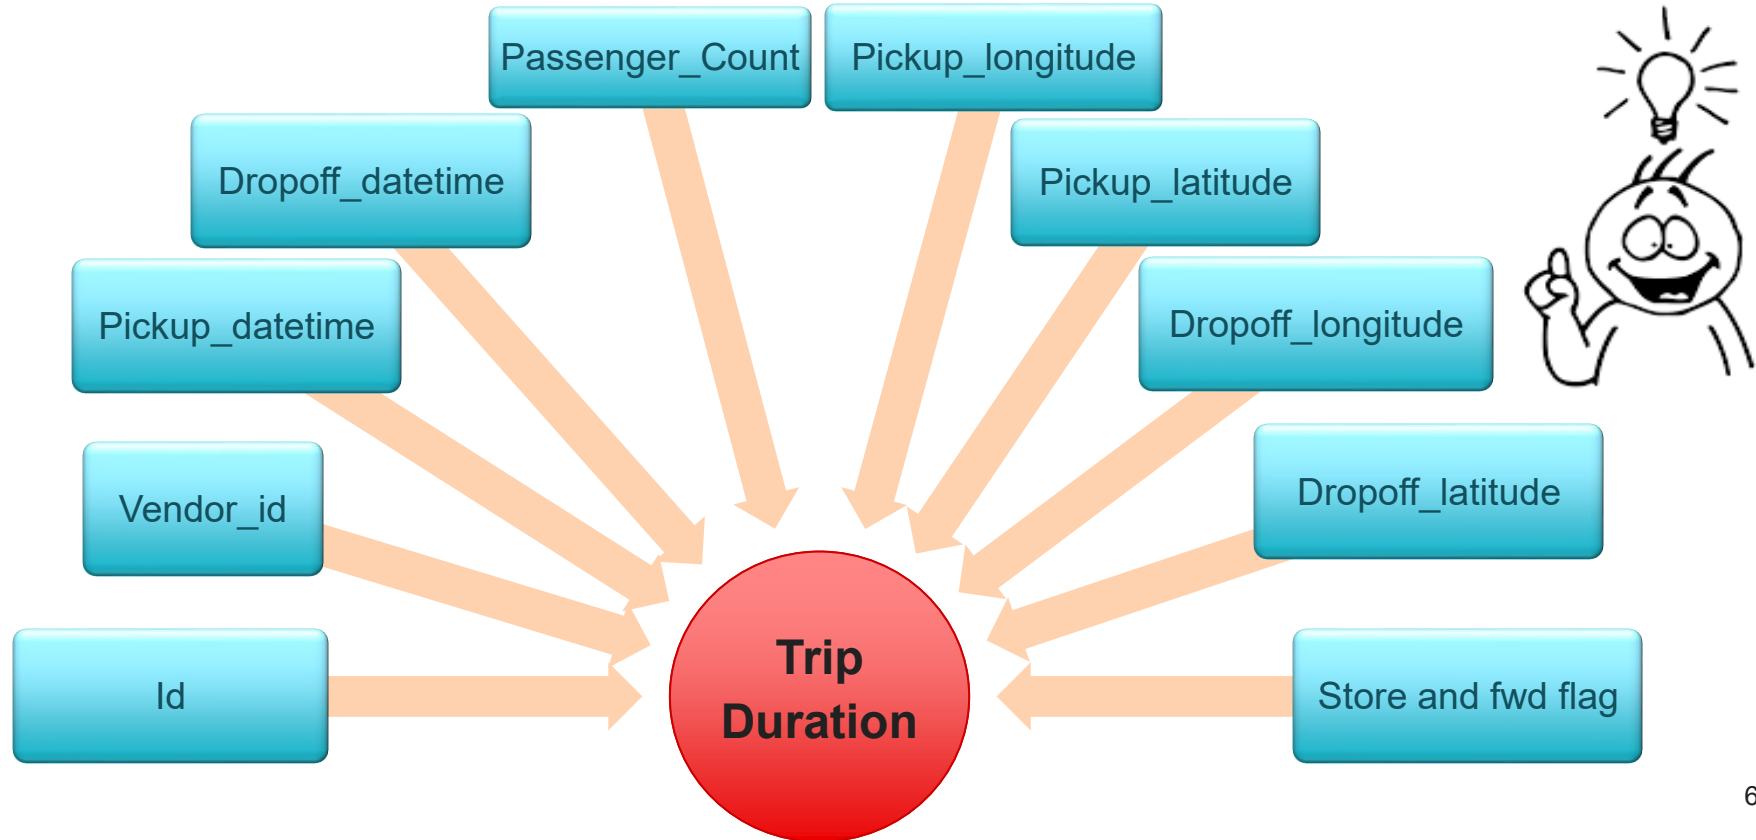 Passenger_Count
Pickup_longitude
Dropoff_datetime
Pickup_latitude
Pickup_datetime
Dropoff_longitude
Vendor_id
Dropoff_latitude
Id
Trip
Duration
Store and fwd flag
6